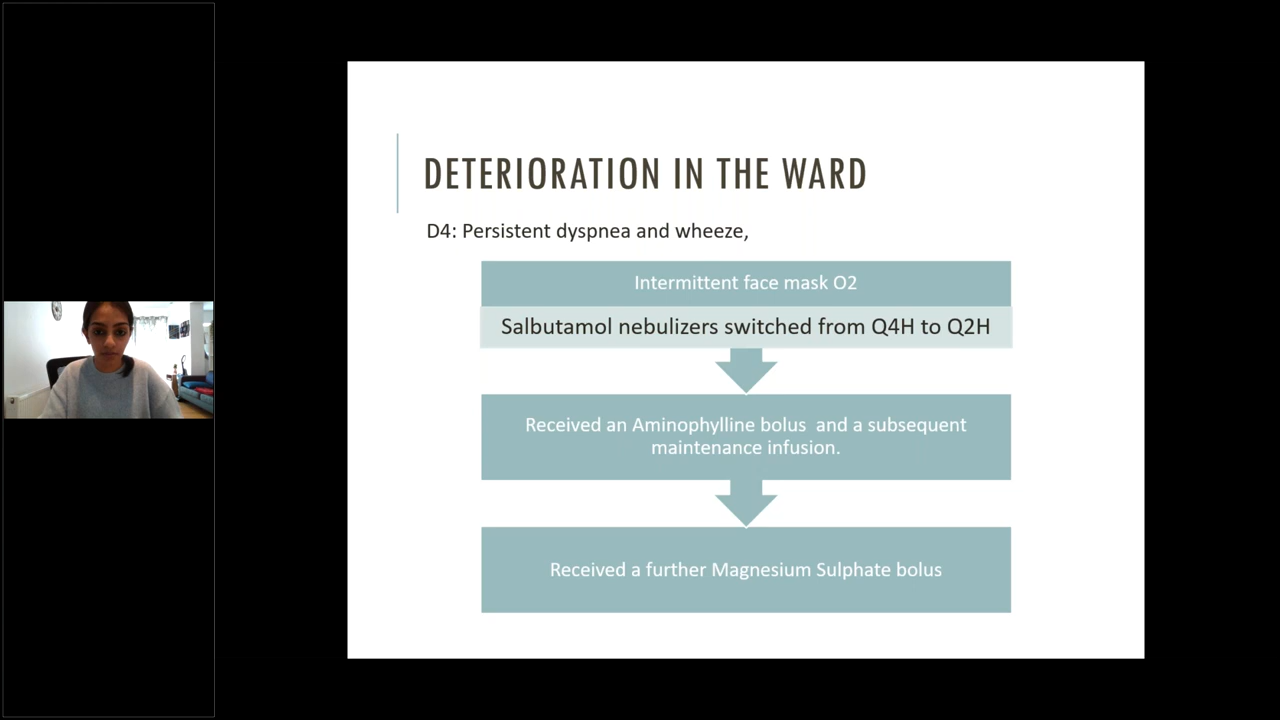 DETERIORATION IN THE WARD
D4: Persistent dyspnea and wheeze,
Intermittent face mask O2
Salbutamol nebulizers switched from Q4H to Q2H
Received an Aminophylline bolus and a subsequent
maintenance infusion.
Received a further Magnesium Sulphate bolus